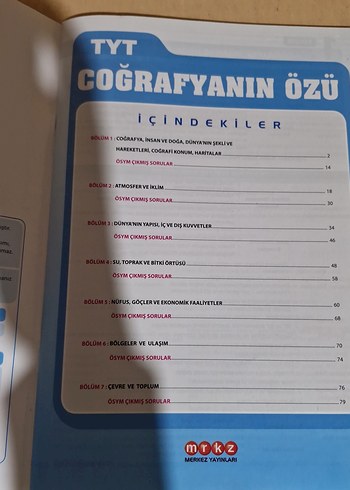 TYT
COĞRAFYANIN ÖZÜ
İÇİNDEKİLER
BÖLÜM 1 : COĞRAFYA, İNSAN VE DOĞA, DÜNYA'NIN ŞEKLİ VE
HAREKETLERİ, COĞRAFİ KONUM, HARİTALAR 2
ÖSYM ÇIKMIŞ SORULAR 14
BÖLÜM 2 : ATMOSFER VE İKLİM 18
ÖSYM ÇIKMIŞ SORULAR 30
BÖLÜM 3 : DÜNYA'NIN YAPISI, İÇ VE DIŞ KUVVETLER 34
ÖSYM ÇIKMIŞ SORULAR 46
BÖLÜM 4 : SU, TOPRAK VE BİTKİ ÖRTÜSÜ 48
ÖSYM ÇIKMIŞ SORULAR 58
BÖLÜM 5 : NÜFUS, GÖÇLER VE EKONOMİK FAALİYETLER 60
ÖSYM ÇIKMIŞ SORULAR 68
BÖLÜM 6 : BÖLGELER VE ULAŞIM 70
ÖSYM ÇIKMIŞ SORULAR 74
BÖLÜM 7 : ÇEVRE VE TOPLUM 76
ÖSYM ÇIKMIŞ SORULAR 79
mrkz
MERKEZ YAYINLARI